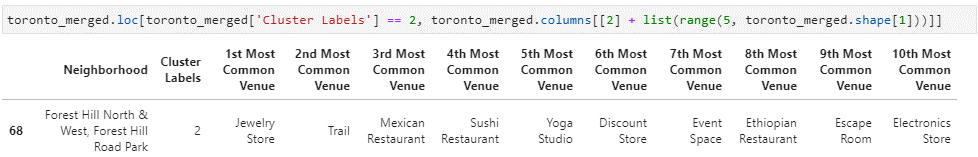 toronto_merged.loc[toronto_merged['Cluster Labels'] == 2, toronto_merged.columns[[2] + list(range(5, toronto_merged.shape[1]))]]
1st Most 2nd Most 3rd Most 4th Most 5th Most 6th Most 7th Most 8th Most 9th Most 10th Most
Neighborhood Cluster Common Common Common Common Common Common Common Common Common Common
Labels Venue Venue Venue Venue Venue Venue Venue Venue Venue Venue
Forest Hill North &
68 West, Forest Hill 2 Jewelry Trail Mexican Sushi Yoga Discount Event Ethiopian Escape Electronics
Road Park Store Restaurant Restaurant Studio Store Space Restaurant Room Store